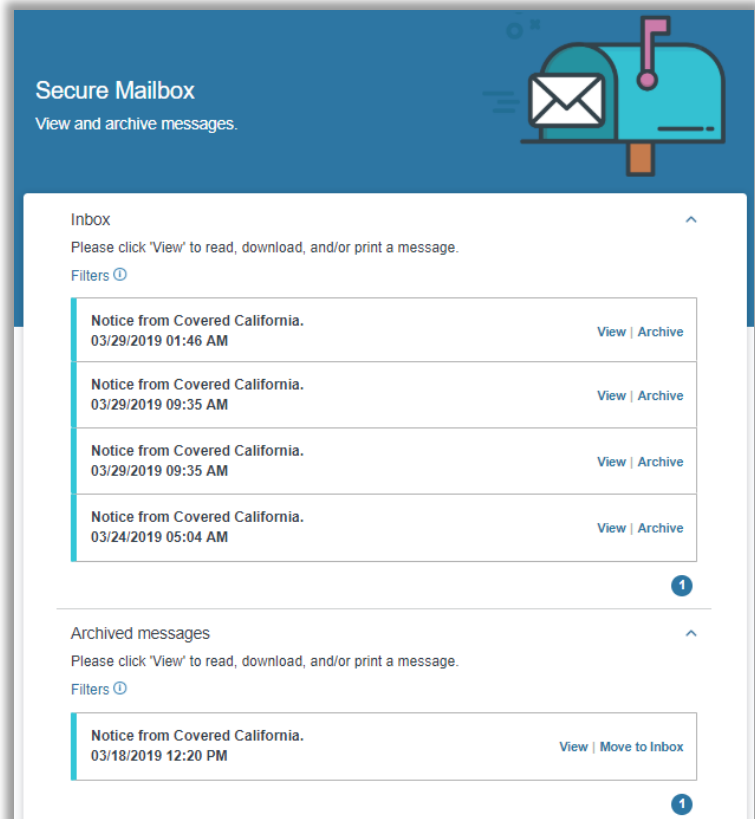 Secure Mailbox
View and archive messages.
Inbox
Please click 'View' to read, download, and/or print a message.
Filters ⓘ
Notice from Covered California.
03/29/2019 01:46 AM
View | Archive
Notice from Covered California.
03/29/2019 09:35 AM
View | Archive
Notice from Covered California.
03/29/2019 09:35 AM
View | Archive
Notice from Covered California.
03/24/2019 05:04 AM
View | Archive
1
Archived messages
Please click 'View' to read, download, and/or print a message.
Filters ⓘ
Notice from Covered California.
03/18/2019 12:20 PM
View | Move to Inbox
1